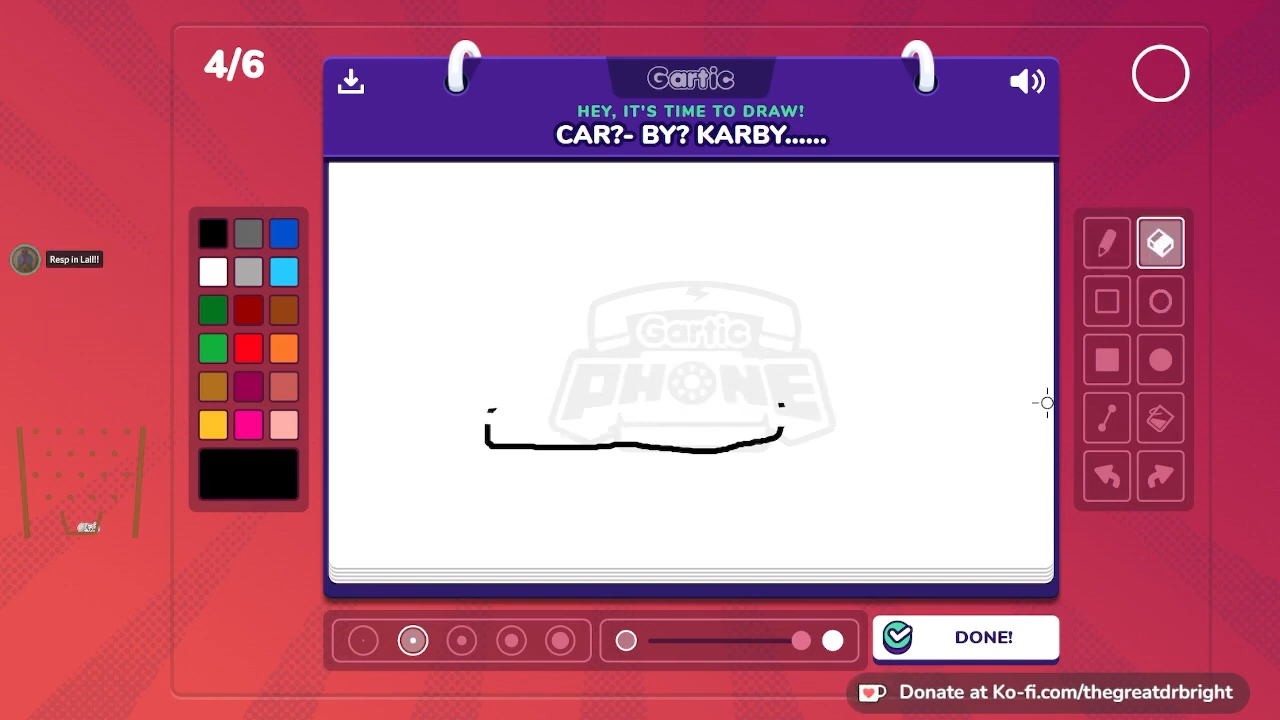 4/6
Gartic
HEY, IT'S TIME TO DRAW!
CAR?- BY? KARBY......
Resp in Lall!!
Gartic
PHONE
DONE!
Donate at Ko-fi.com/thegreatdrbright